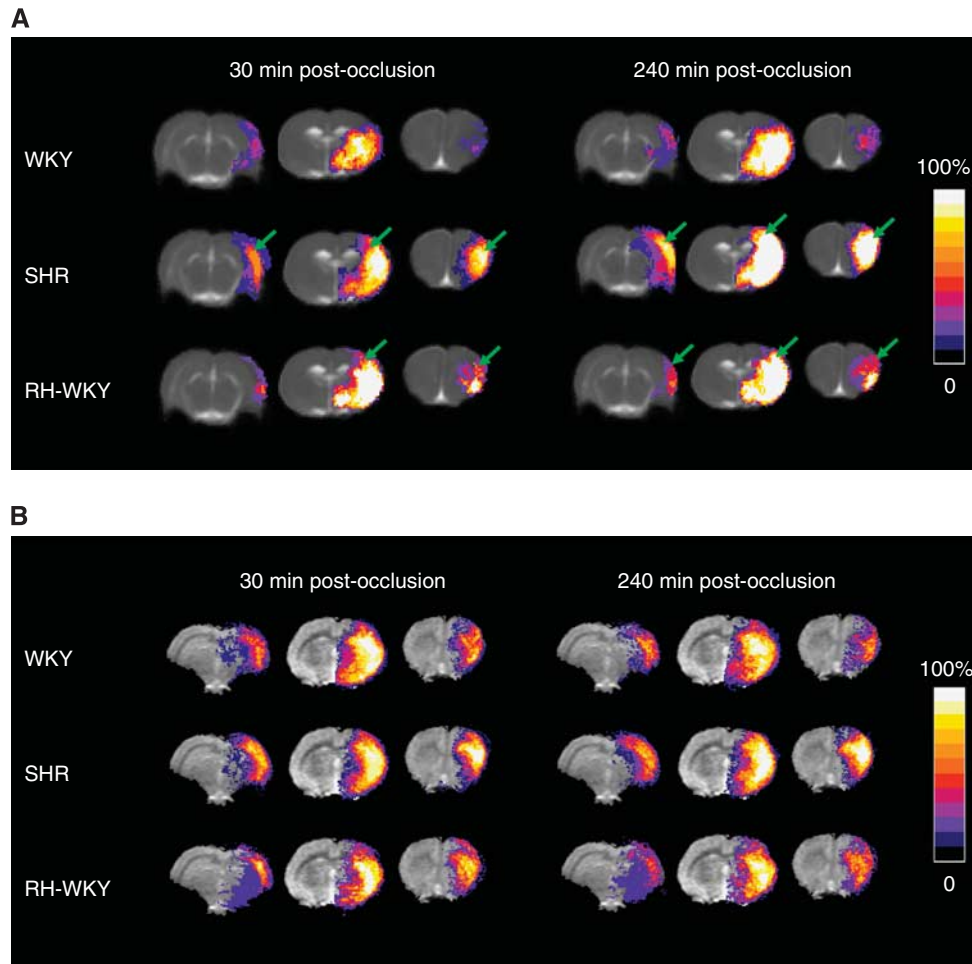 A
30 min post-occlusion 240 min post-occlusion
WKY
100%
SHR
RH-WKY
0
B
30 min post-occlusion 240 min post-occlusion
WKY
100%
SHR
RH-WKY
0